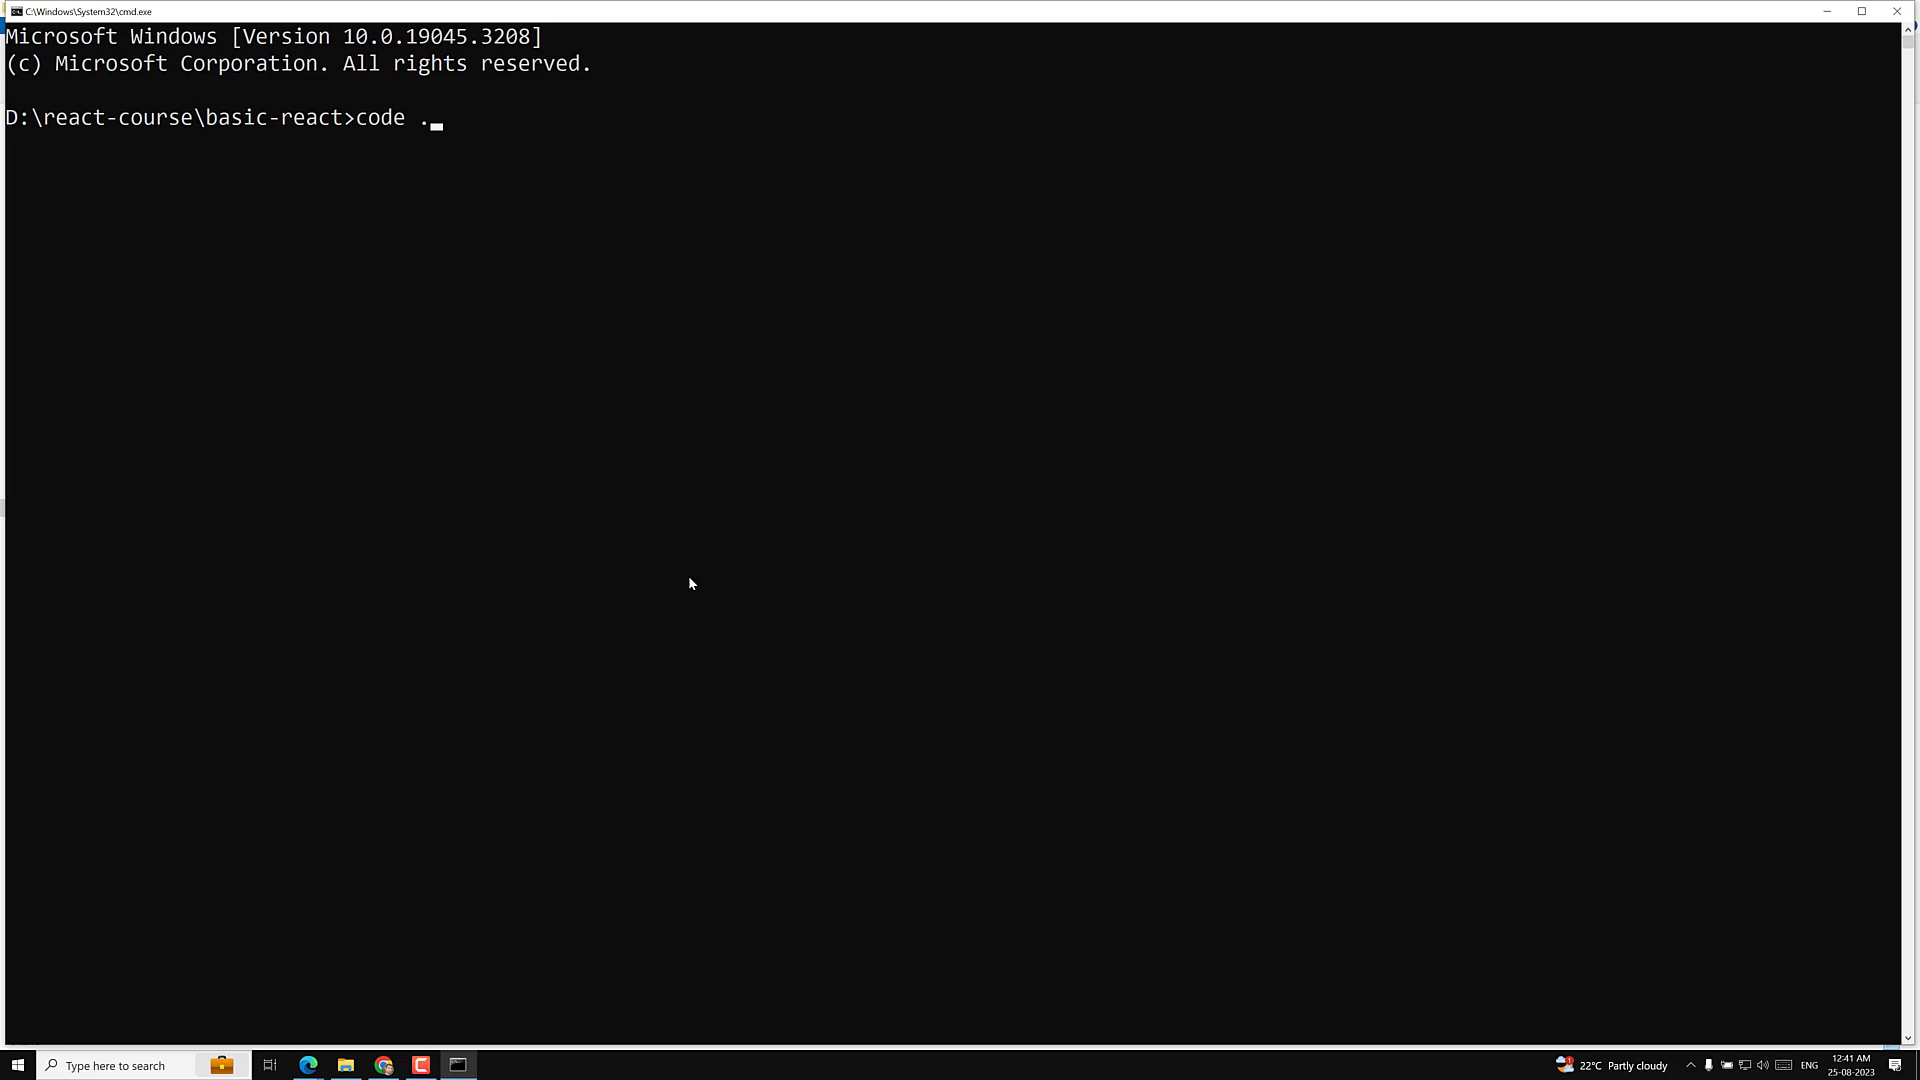 C:\Windows\System32\cmd.exe
Microsoft Windows [Version 10.0.19045.3208]
(c) Microsoft Corporation. All rights reserved.
D:\react-course\basic-react>code .
Type here to search
22°C Partly cloudy
ENG
12:41 AM
25-08-2023